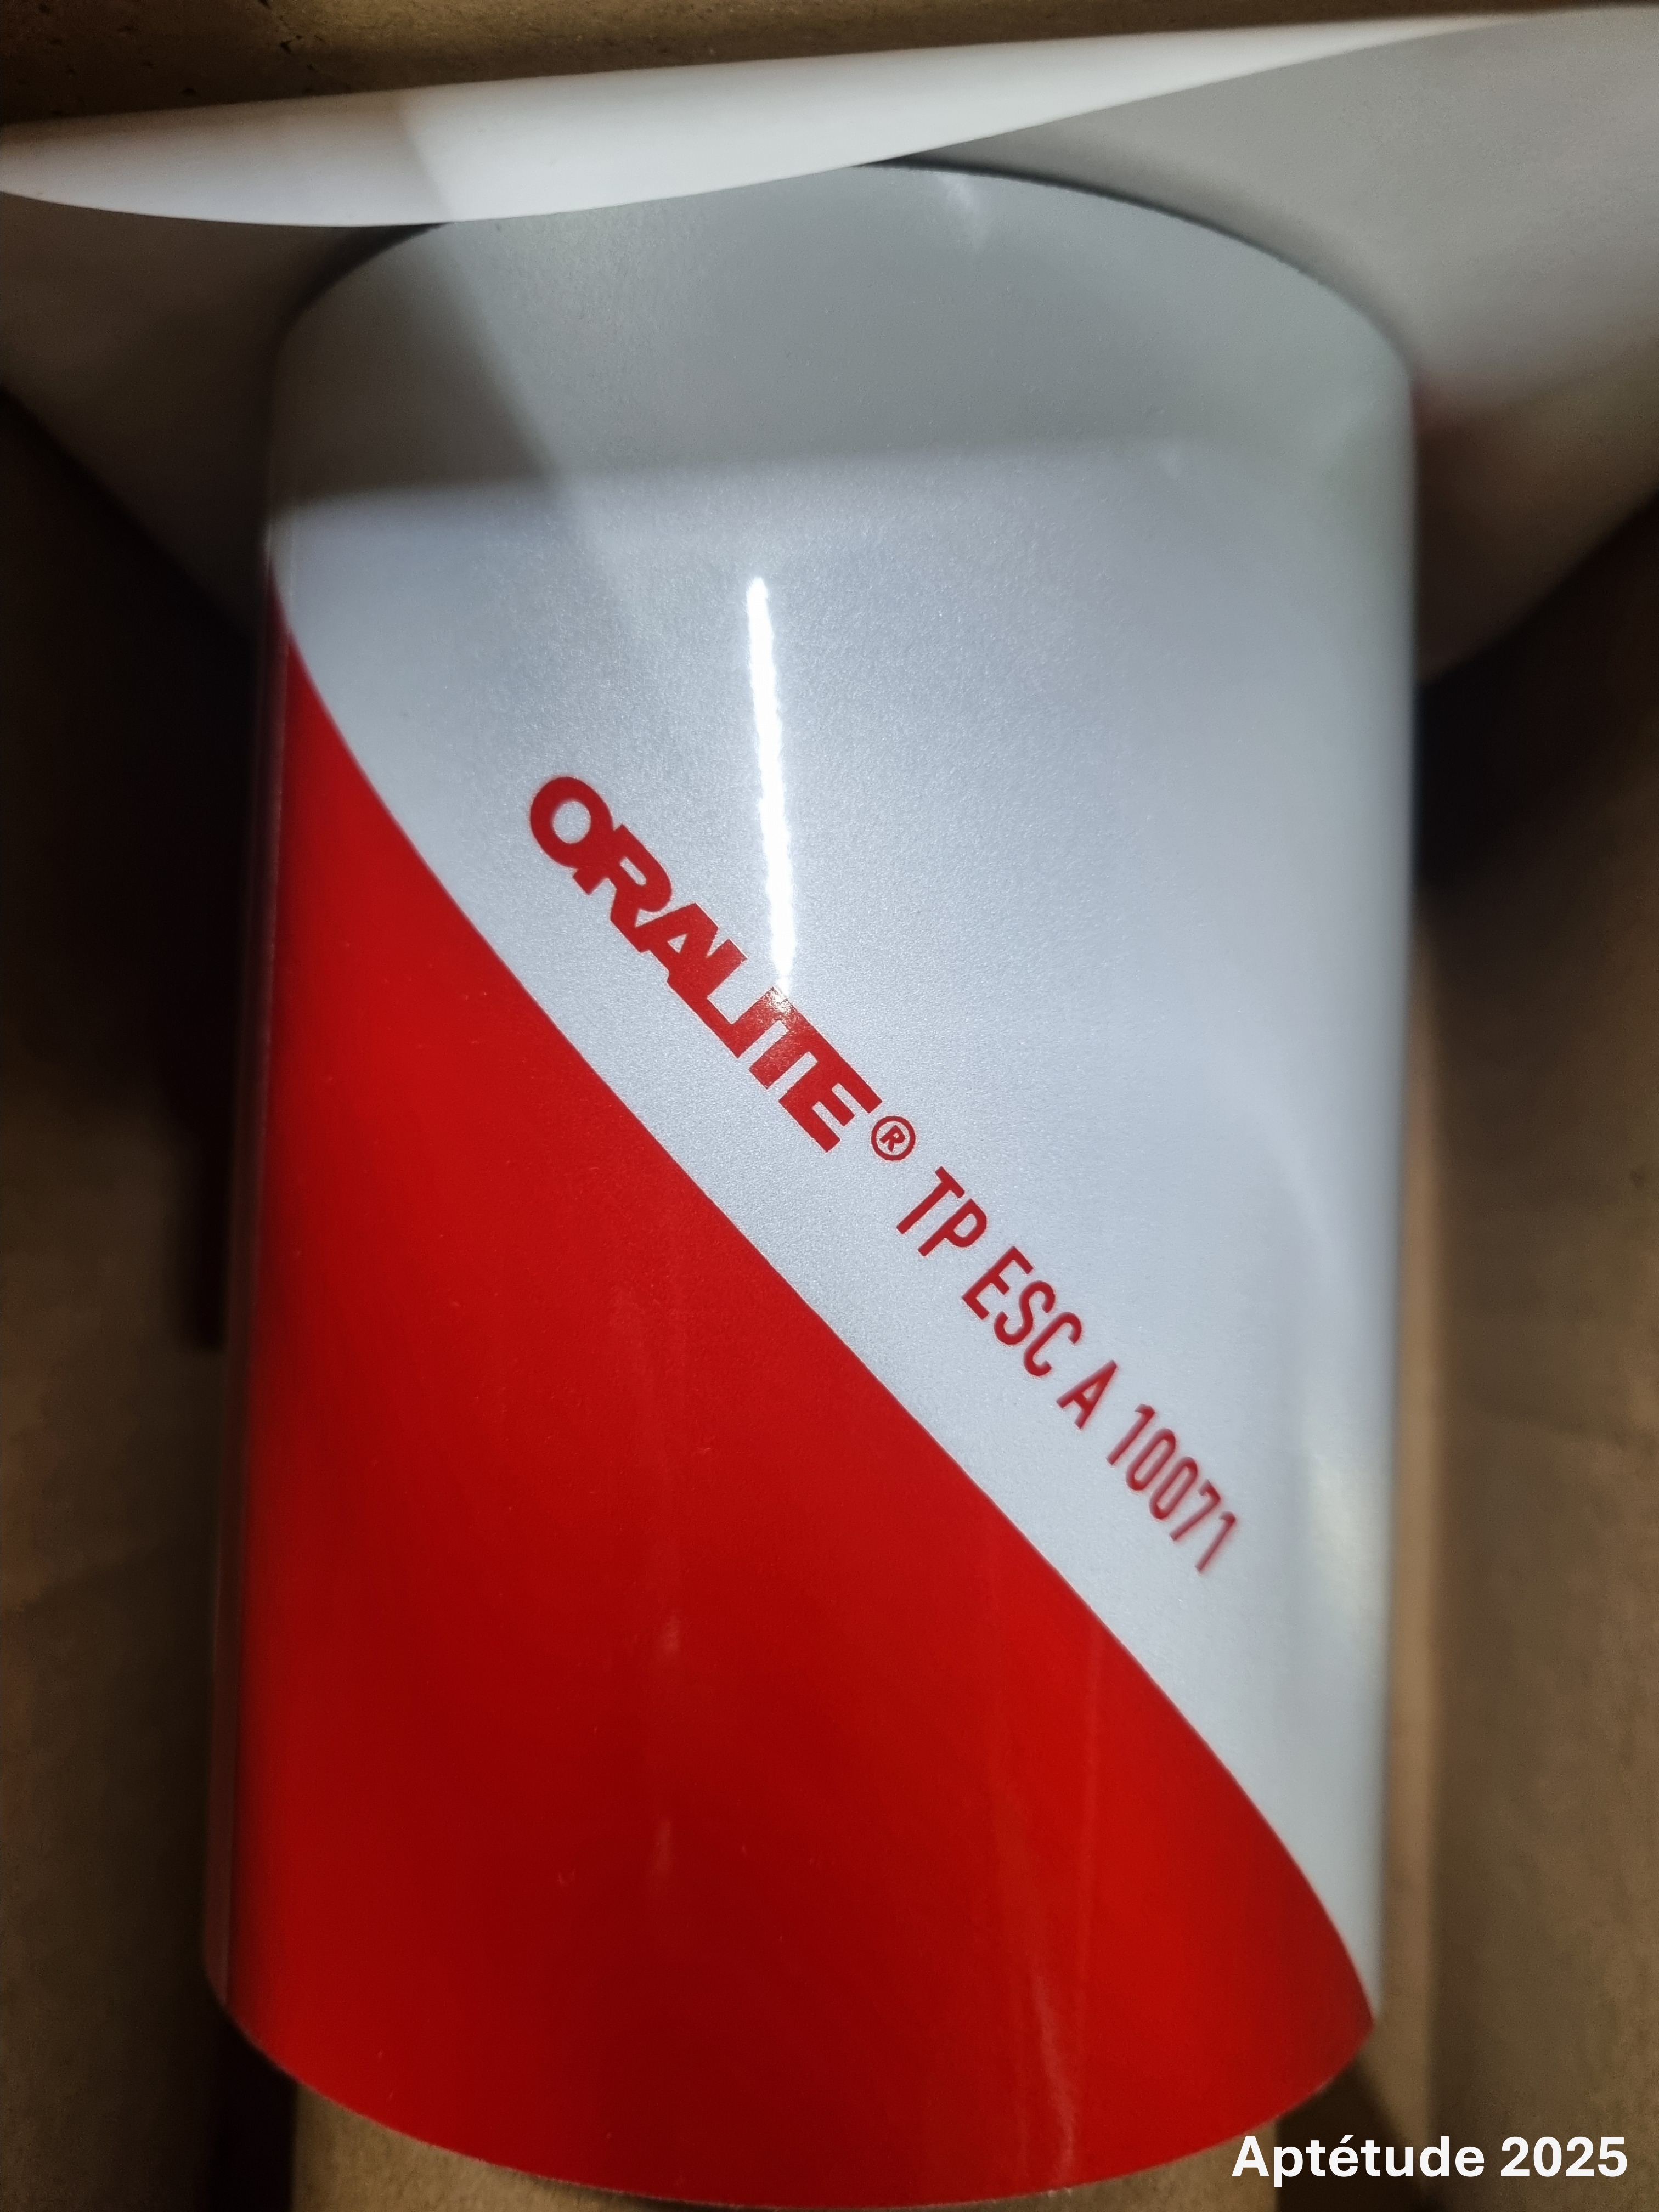 ORALITE® TP ESC A 10071
Aptétude 2025